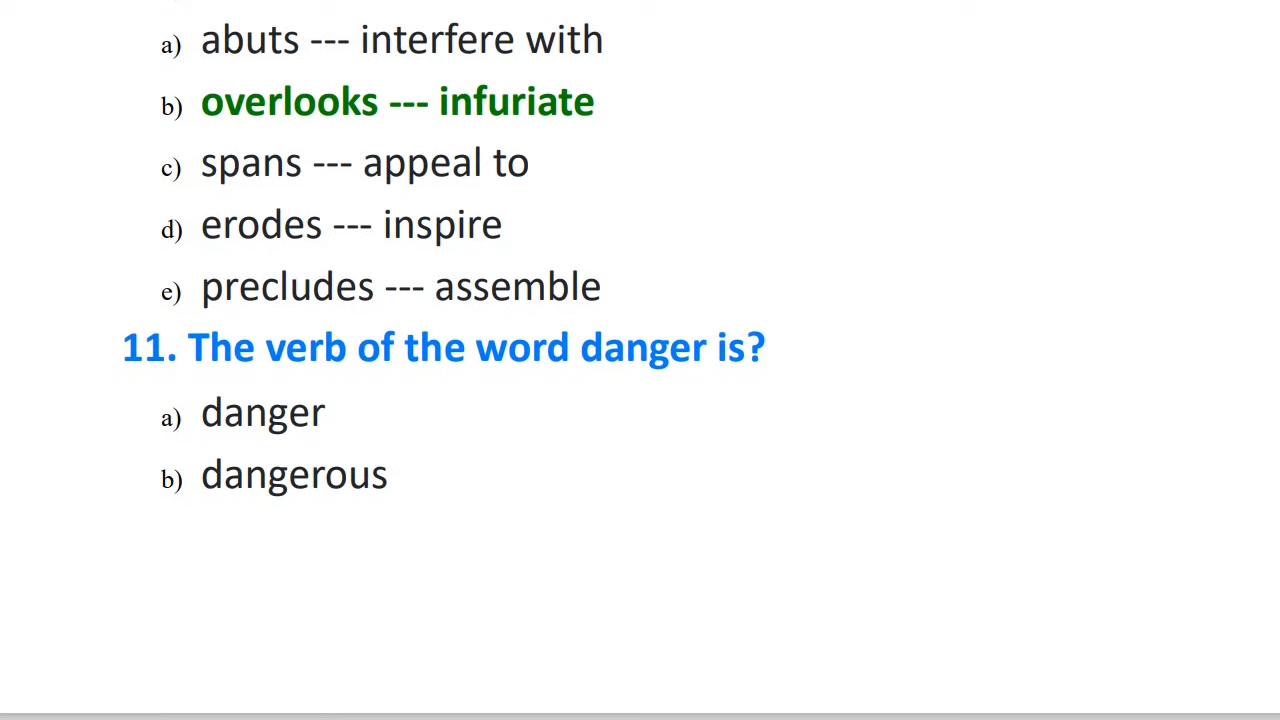 a) abuts --- interfere with
b) overlooks --- infuriate
c) spans --- appeal to
d) erodes --- inspire
e) precludes --- assemble
11. The verb of the word danger is?
a) danger
b) dangerous